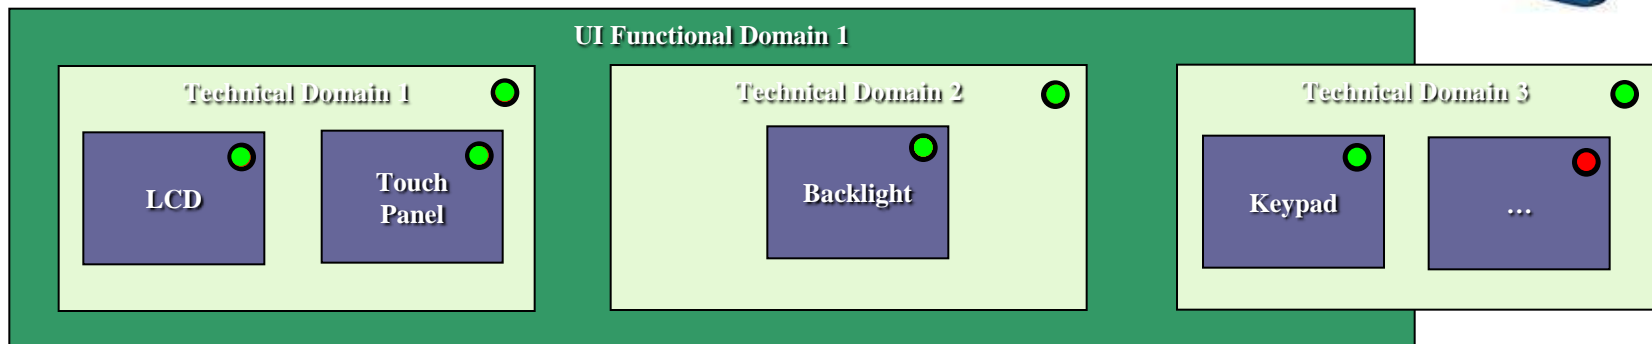 UI Functional Domain 1
Technical Domain 1
LCD
Touch
Panel
Technical Domain 2
Backlight
Technical Domain 3
Keypad
...